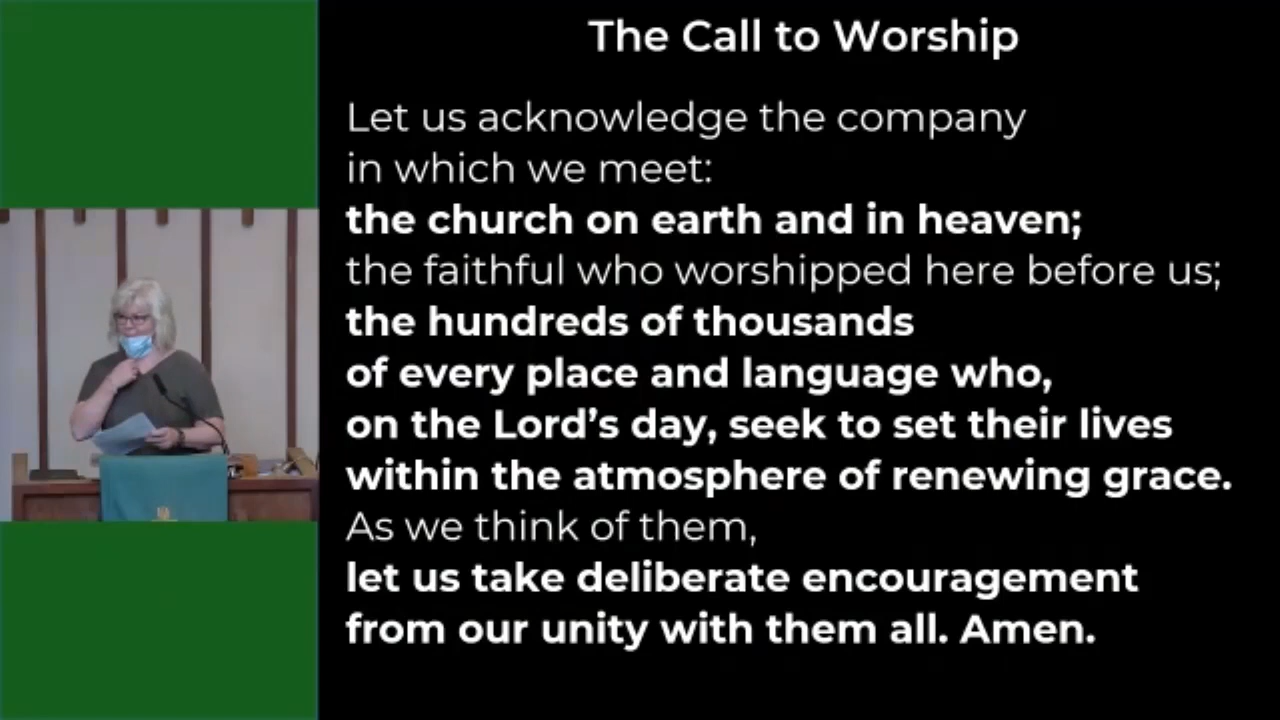 The Call to Worship
Let us acknowledge the company
in which we meet:
the church on earth and in heaven;
the faithful who worshipped here before us;
the hundreds of thousands
of every place and language who,
on the Lord’s day, seek to set their lives
within the atmosphere of renewing grace.
As we think of them,
let us take deliberate encouragement
from our unity with them all. Amen.